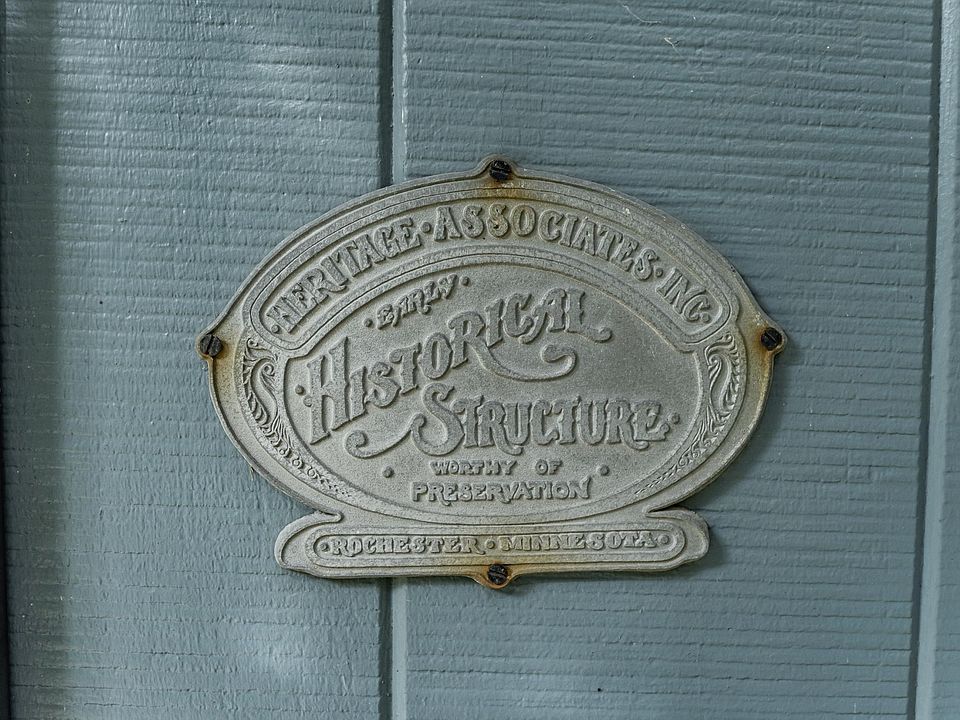 HERITAGE · ASSOCIATES · INC.
· EARLY ·
· HISTORICAL
STRUCTURE ·
· WORTHY OF ·
PRESERVATION
· ROCHESTER · MINNESOTA ·